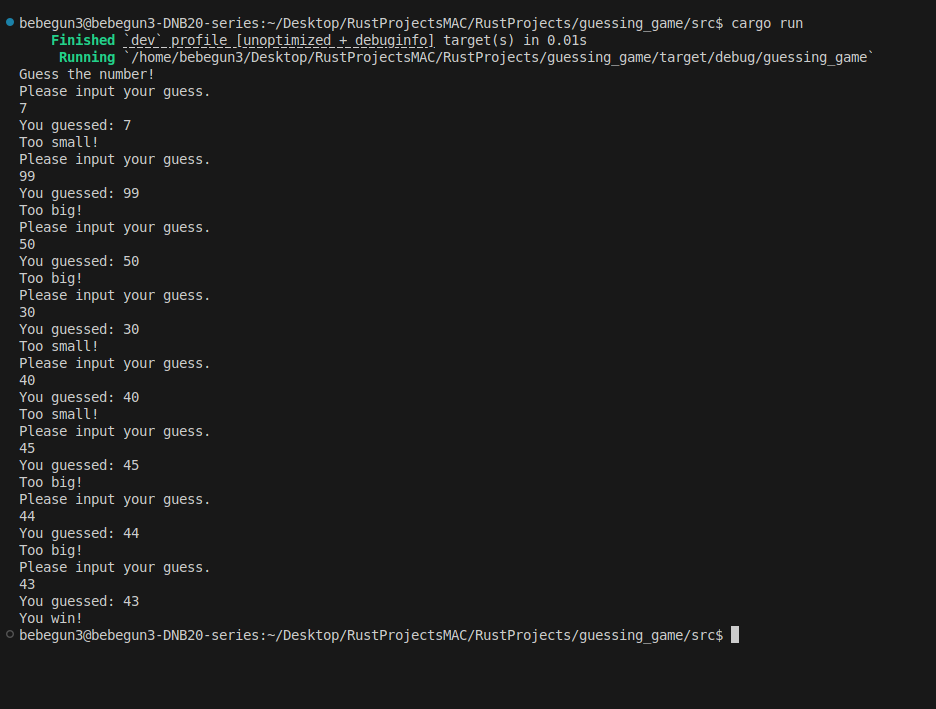 bebegun3@bebegun3-DNB20-series:~/Desktop/RustProjectsMAC/RustProjects/guessing_game/src$ cargo run
Finished `dev` profile [unoptimized + debuginfo] target(s) in 0.01s
Running `/home/bebegun3/Desktop/RustProjectsMAC/RustProjects/guessing_game/target/debug/guessing_game`
Guess the number!
Please input your guess.
7
You guessed: 7
Too small!
Please input your guess.
99
You guessed: 99
Too big!
Please input your guess.
50
You guessed: 50
Too big!
Please input your guess.
30
You guessed: 30
Too small!
Please input your guess.
40
You guessed: 40
Too small!
Please input your guess.
45
You guessed: 45
Too big!
Please input your guess.
44
You guessed: 44
Too big!
Please input your guess.
43
You guessed: 43
You win!
bebegun3@bebegun3-DNB20-series:~/Desktop/RustProjectsMAC/RustProjects/guessing_game/src$